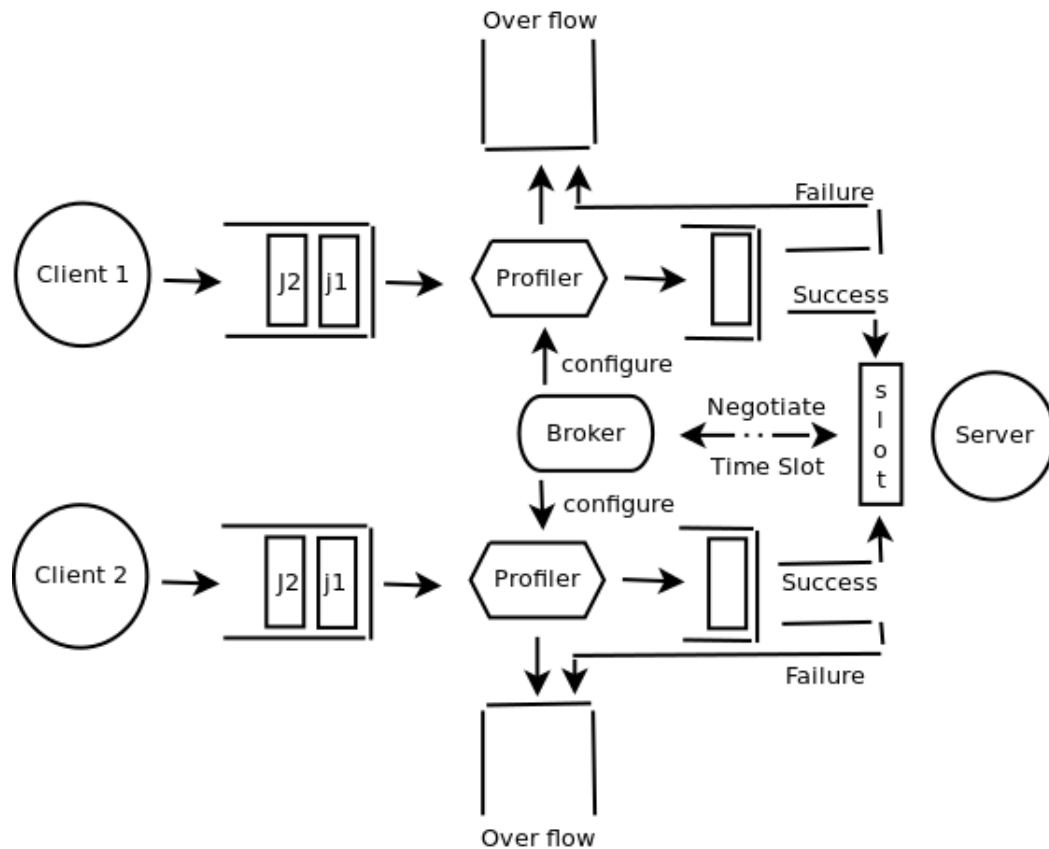 Over flow
Failure
Client 1
J2
j1
Profiler
Success
configure
Broker
Negotiate
Time Slot
slot
Server
configure
Client 2
J2
j1
Profiler
Success
Failure
Over flow